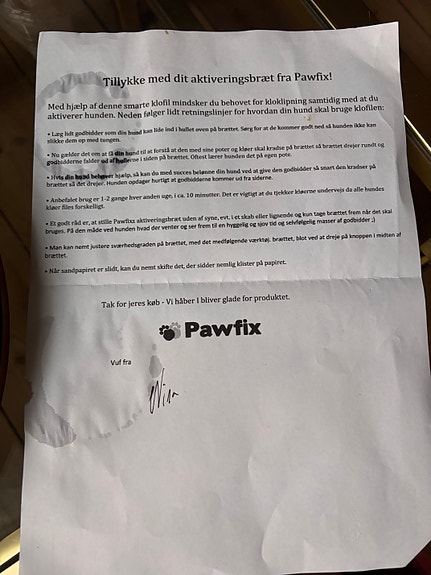 Tillykke med dit aktiveringsbræt fra Pawfix!
Med hjælp af denne smarte klofil mindsker du behovet for kloklipning samtidig med at du
aktiverer hunden. Neden følger lidt retningslinjer for hvordan din hund skal bruge klofilen:
• Læg lidt godbidder som din hund kan lide ind i hullet oven på brættet. Sørg for at de kommer godt ned så hunden ikke kan
slikke dem op med tungen.
• Nu gælder det om at få din hund til at forstå at den med sine poter og kløer skal kradse på brættet så brættet drejer rundt og
godbidderne falder ud af hullerne i siden på brættet. Oftest lærer hunden det på egen pote.
• Hvis din hund behøver hjælp, så kan du med succes belønne din hund ved at give den godbidder så snart den kradser på
brættet så det drejer. Hunden opdager hurtigt at godbidderne kommer ud fra siderne.
• Anbefalet brug er 1-2 gange hver anden uge, i ca. 10 minutter. Det er vigtigt at du tjekker kløerne undervejs da alle hundes
kløer files forskelligt.
• Et godt råd er, at stille Pawfixs aktiveringsbræt uden af syne, evt. i et skab eller lignende og kun tage brættet frem når det skal
bruges. På den måde ved hunden hvad der venter og ser frem til en hyggelig og sjov tid og selvfølgelig masser af godbidder ;)
• Man kan nemt justere sværhedsgraden på brættet, med det medfølgende værktøj. brættet, blot ved at dreje på knoppen i midten af
brættet.
• Når sandpapiret er slidt, kan du nemt skifte det, der sidder nemlig klister på papiret.
Tak for jeres køb - Vi håber I bliver glade for produktet.
Pawfix
Vuf fra